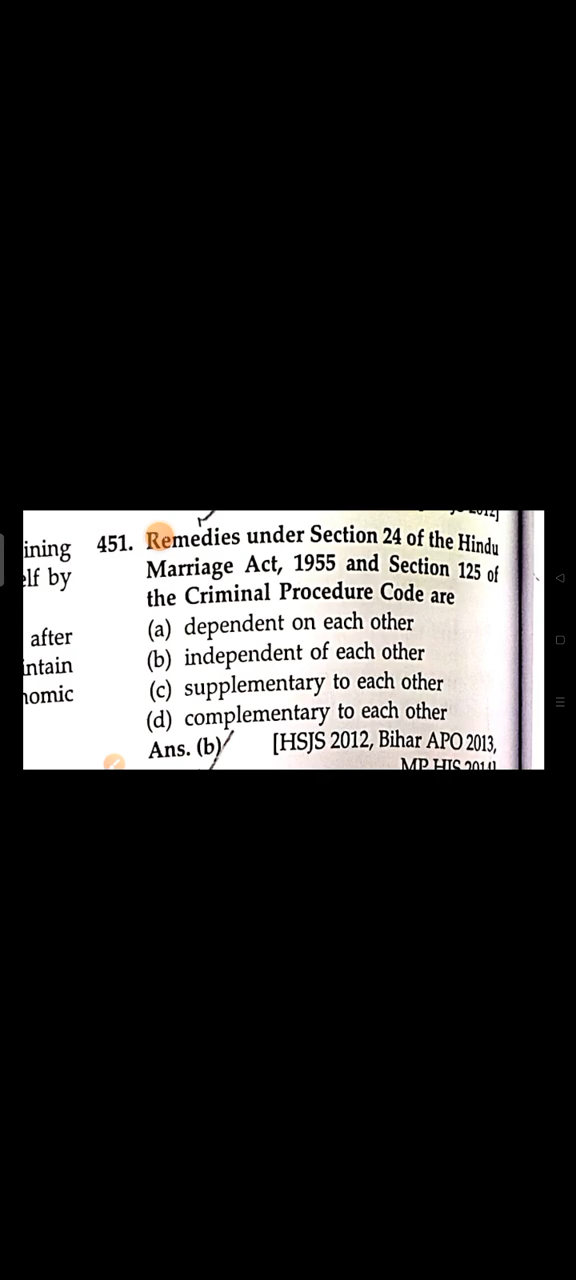 ining
elf by
after
intain
nomic
2012]
451. Remedies under Section 24 of the Hindu
Marriage Act, 1955 and Section 125 of
the Criminal Procedure Code are
(a) dependent on each other
(b) independent of each other
(c) supplementary to each other
(d) complementary to each other
Ans. (b) [HSJS 2012, Bihar APO 2013,
MP HJS 2014]